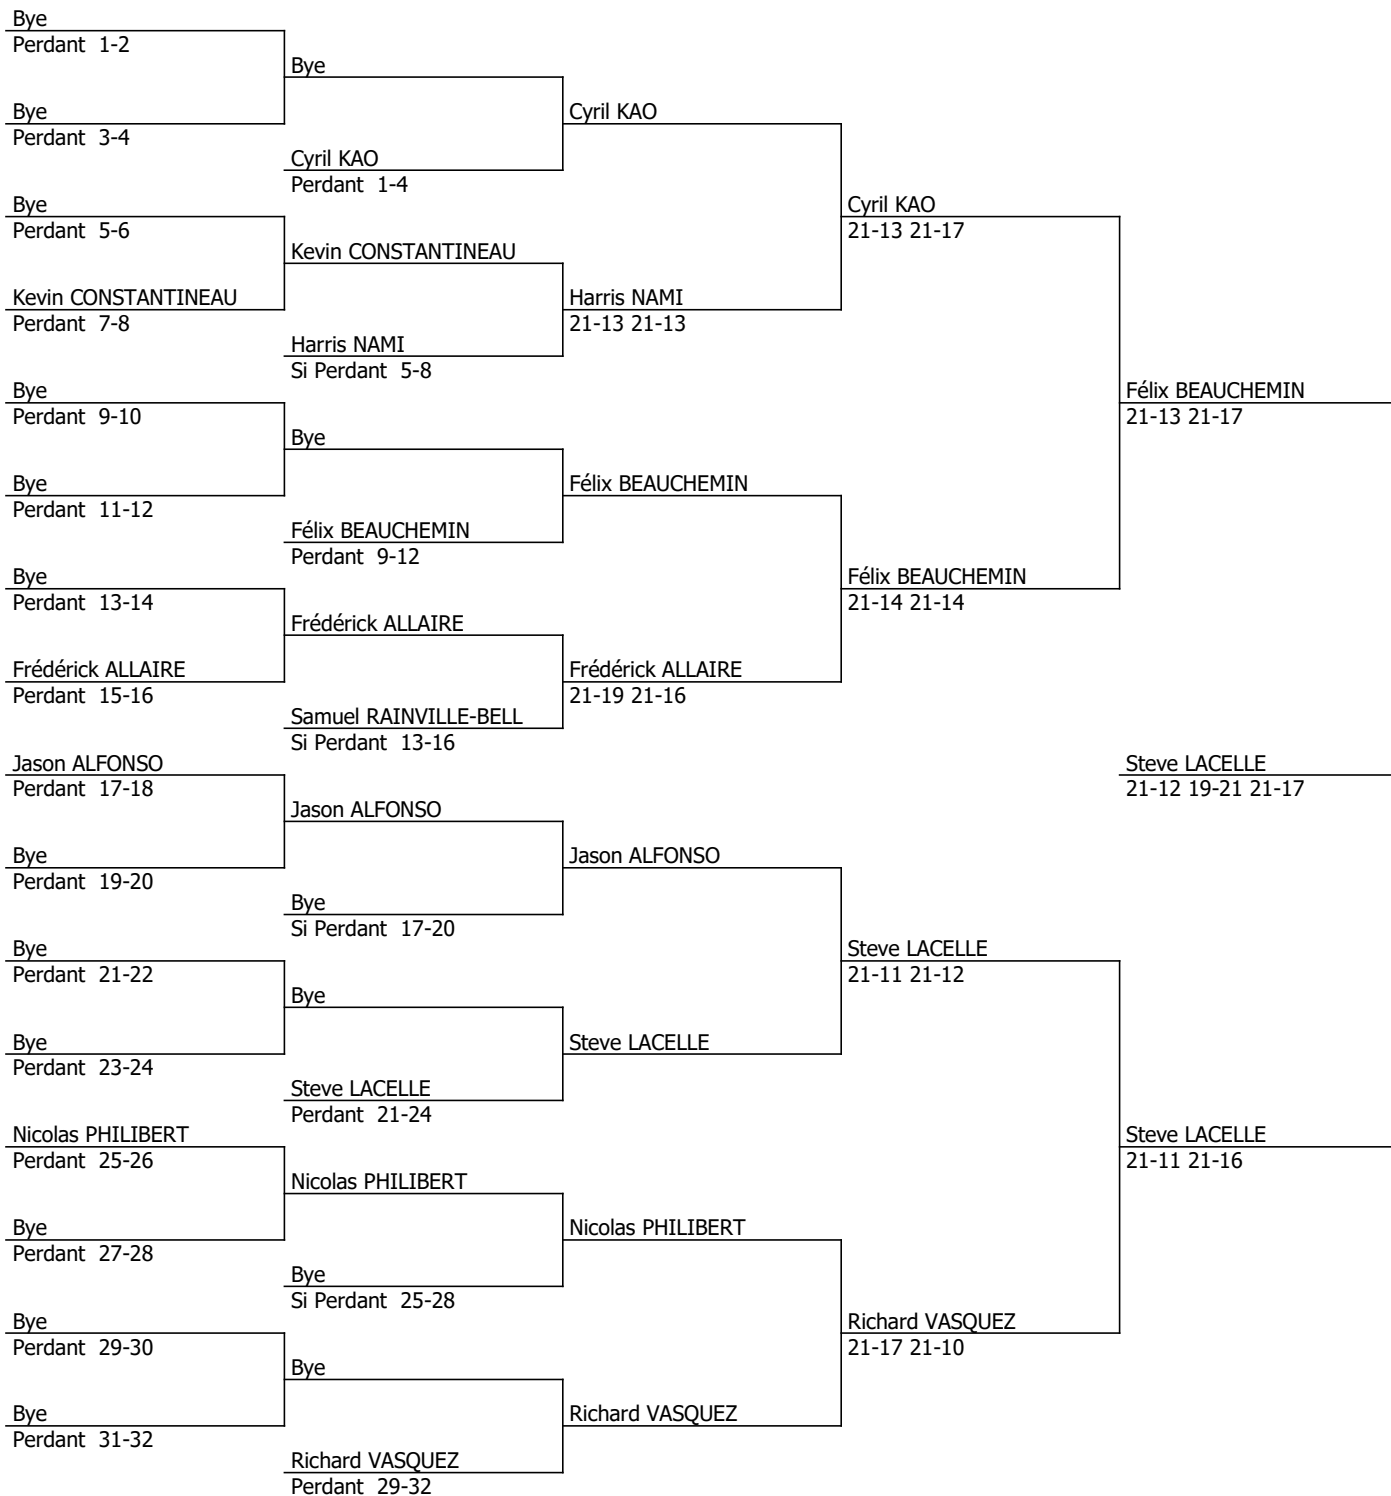 Bye
Perdant 1-2
Bye
Bye
Perdant 3-4
Cyril KAO
Cyril KAO
Perdant 1-4
Bye
Perdant 5-6
Cyril KAO
21-13 21-17
Kevin CONSTANTINEAU
Kevin CONSTANTINEAU
Perdant 7-8
Harris NAMI
21-13 21-13
Harris NAMI
Si Perdant 5-8
Bye
Perdant 9-10
Félix BEAUCHEMIN
21-13 21-17
Bye
Bye
Perdant 11-12
Félix BEAUCHEMIN
Félix BEAUCHEMIN
Perdant 9-12
Bye
Perdant 13-14
Félix BEAUCHEMIN
21-14 21-14
Frédérick ALLAIRE
Frédérick ALLAIRE
Perdant 15-16
Frédérick ALLAIRE
21-19 21-16
Samuel RAINVILLE-BELL
Si Perdant 13-16
Jason ALFONSO
Perdant 17-18
Steve LACELLE
21-12 19-21 21-17
Jason ALFONSO
Bye
Perdant 19-20
Jason ALFONSO
Bye
Si Perdant 17-20
Bye
Perdant 21-22
Steve LACELLE
21-11 21-12
Bye
Bye
Perdant 23-24
Steve LACELLE
Steve LACELLE
Perdant 21-24
Nicolas PHILIBERT
Perdant 25-26
Steve LACELLE
21-11 21-16
Nicolas PHILIBERT
Bye
Perdant 27-28
Nicolas PHILIBERT
Bye
Si Perdant 25-28
Bye
Perdant 29-30
Richard VASQUEZ
21-17 21-10
Bye
Bye
Perdant 31-32
Richard VASQUEZ
Richard VASQUEZ
Perdant 29-32